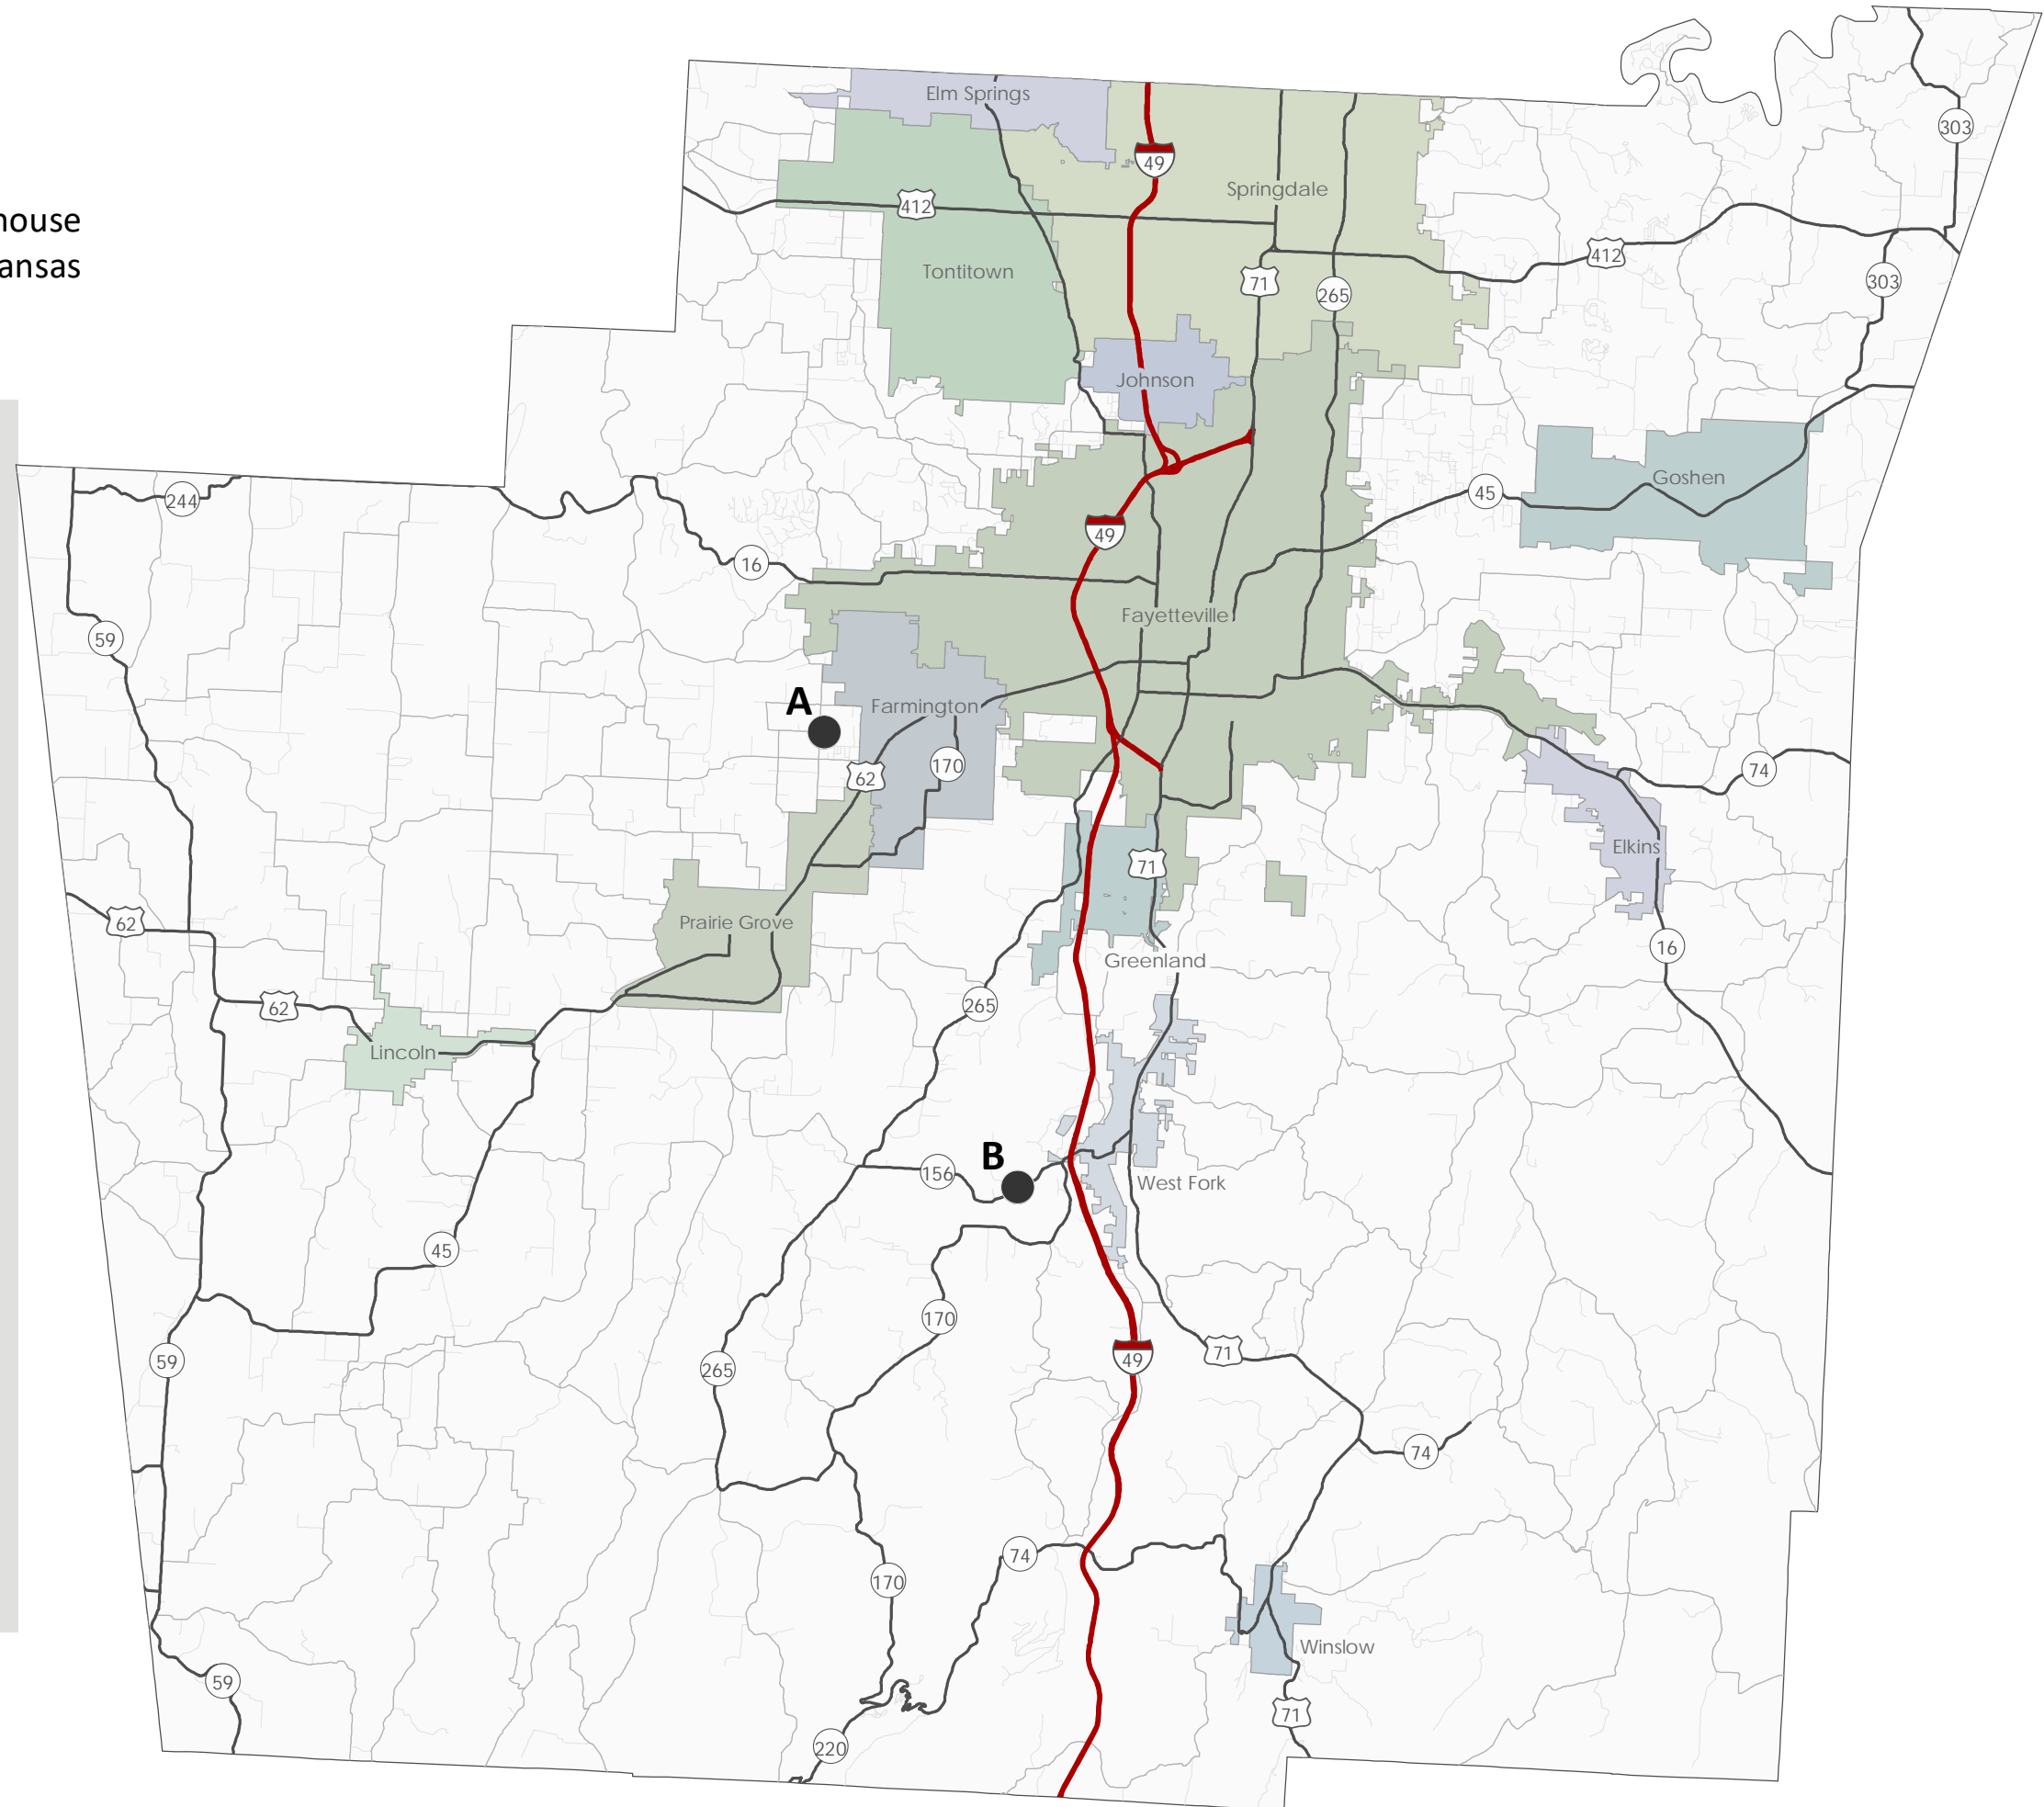 Elm Springs
303
49
house
Springdale
412
ansas
412
Tontitown
71
303
265
Johnson
Goshen
45
244
49
16
Fayetteville
59
A
Farmington
62
170
74
Elkins
71
62
Prairie Grove
16
Greenland
62
265
Lincoln
B
156
West Fork
45
170
49
71
59
265
74
74
170
Winslow
59
71
220